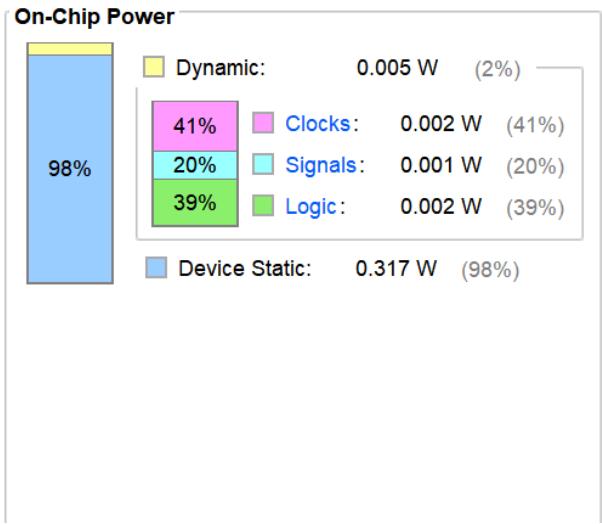 On-Chip Power
Dynamic: 0.005 W (2%)
41% Clocks: 0.002 W (41%)
98% 20% Signals: 0.001 W (20%)
39% Logic: 0.002 W (39%)
Device Static: 0.317 W (98%)